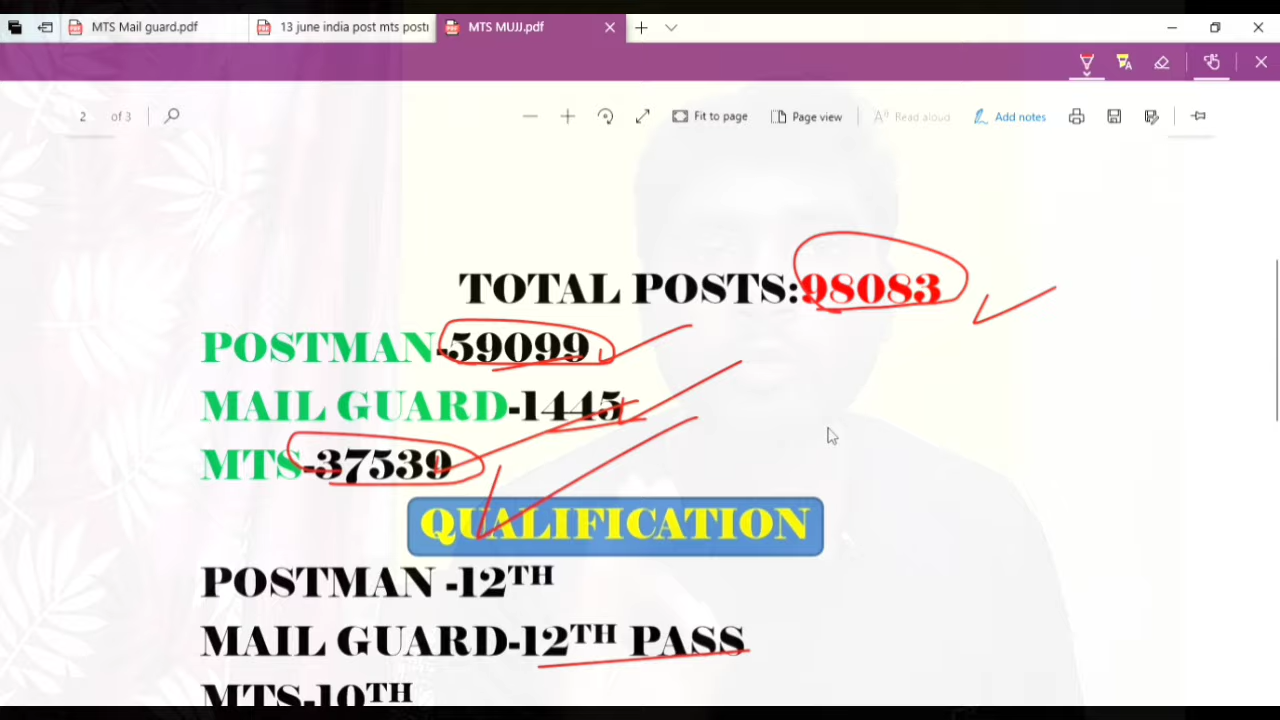 MTS Mail guard.pdf
13 june india post mts post
MTS MUJJ.pdf
2 of 3
Fit to page
Page view
Read aloud
Add notes
TOTAL POSTS:98083
POSTMAN-59099
MAIL GUARD-1445
MTS-37539
QUALIFICATION
POSTMAN -12TH
MAIL GUARD-12TH PASS
MTS-10TH